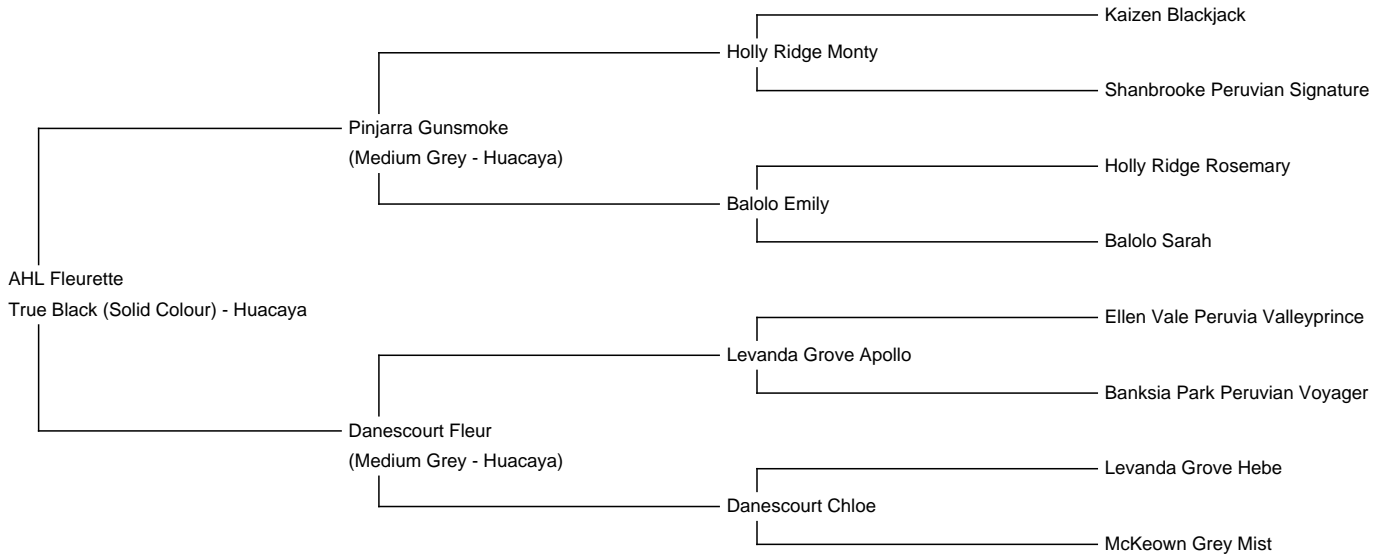 Kaizen Blackjack
Holly Ridge Monty
Shanbrooke Peruvian Signature
Pinjarra Gunsmoke
(Medium Grey - Huacaya)
Holly Ridge Rosemary
Balolo Emily
Balolo Sarah
AHL Fleurette
True Black (Solid Colour) - Huacaya
Ellen Vale Peruvia Valleyprince
Levanda Grove Apollo
Banksia Park Peruvian Voyager
Danescourt Fleur
(Medium Grey - Huacaya)
Levanda Grove Hebe
Danescourt Chloe
McKeown Grey Mist